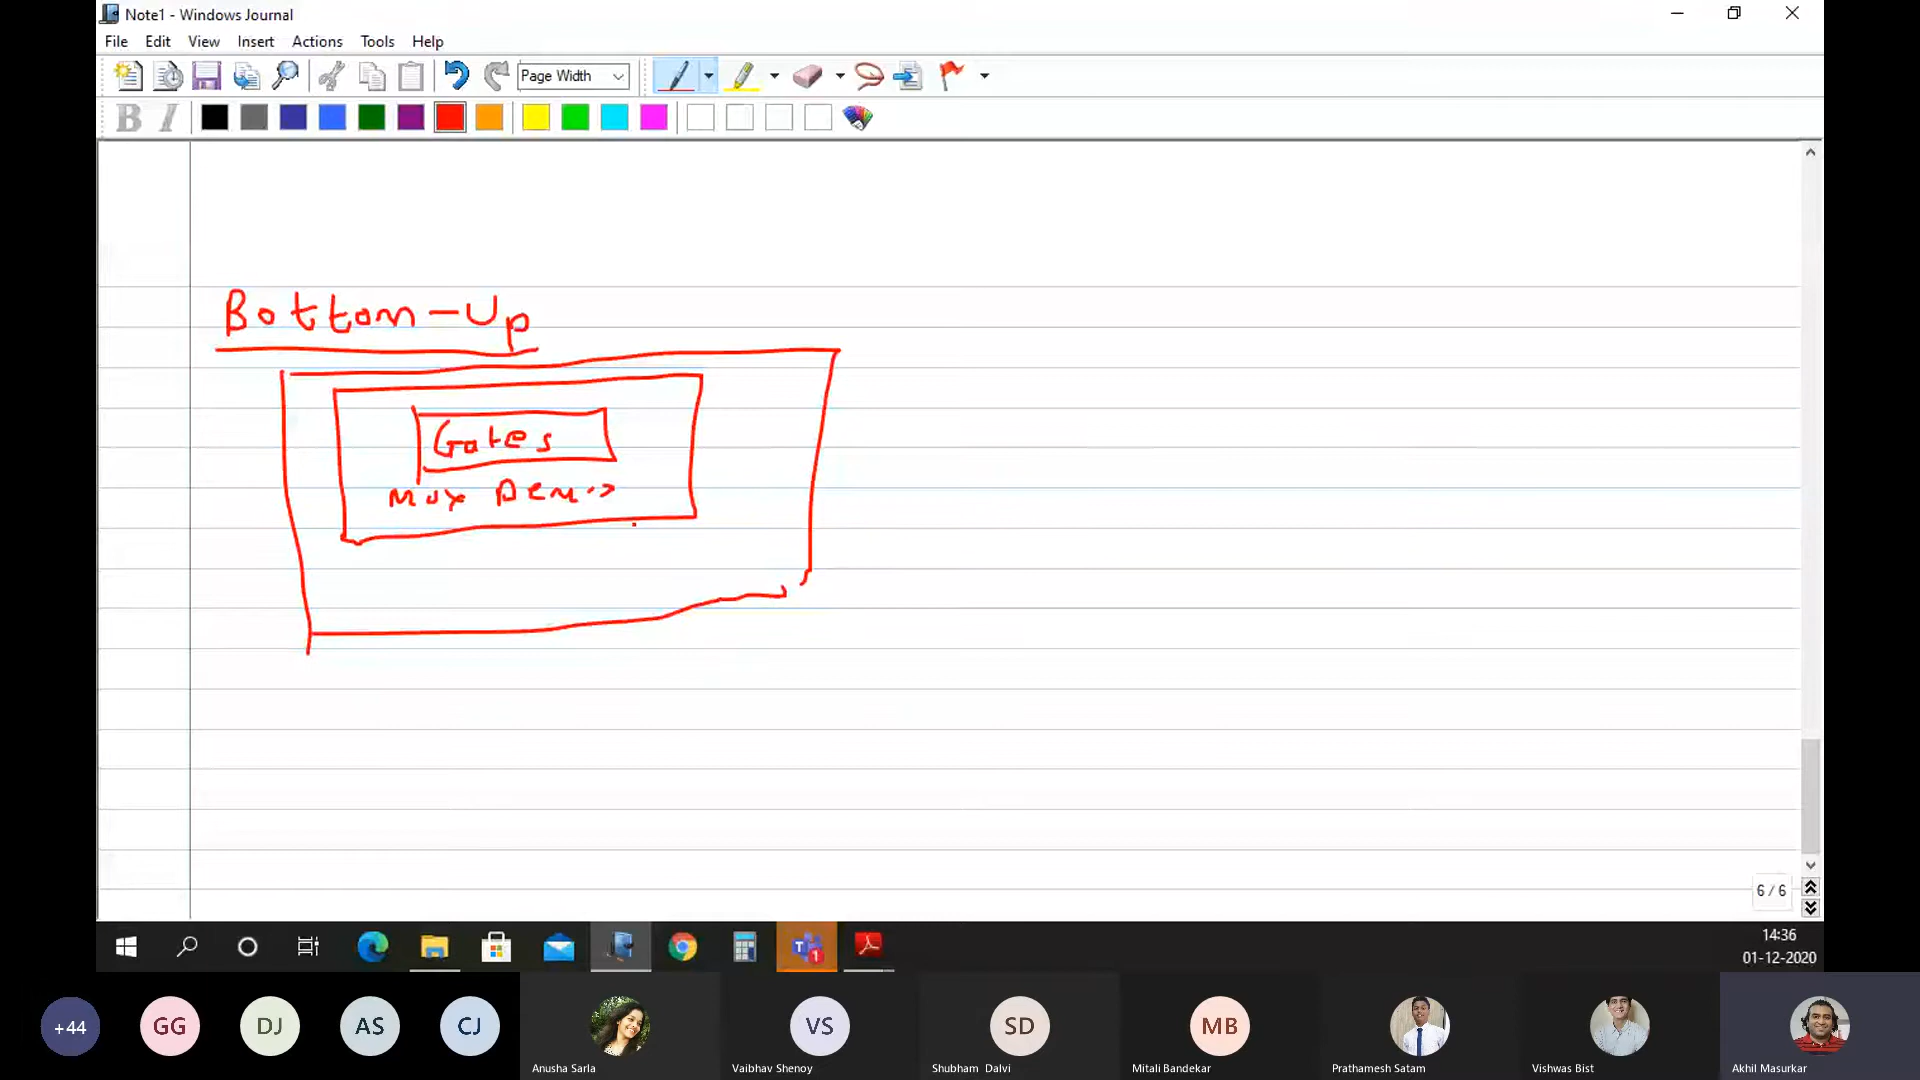 Note1 - Windows Journal
File Edit View Insert Actions Tools Help
Page Width
B I
Bottom-Up
Gates
Mux
6 / 6
14:36
01-12-2020
1
+44
GG
DJ
AS
CJ
VS
SD
MB
Anusha Sarla
Vaibhav Shenoy
Shubham Dalvi
Mitali Bandekar
Prathamesh Satam
Vishwas Bist
Akhil Masurkar